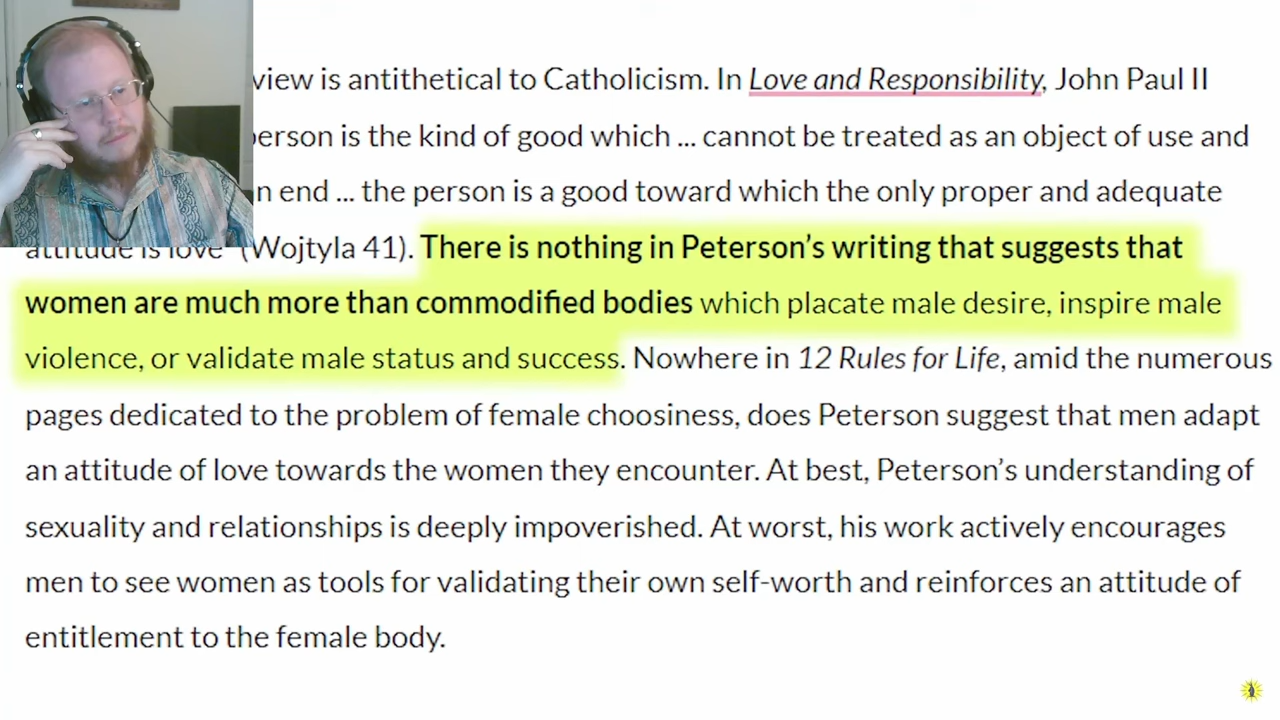 view is antithetical to Catholicism. In Love and Responsibility, John Paul II
person is the kind of good which ... cannot be treated as an object of use and
n end ... the person is a good toward which the only proper and adequate
attitude is love" (Wojtyla 41). There is nothing in Peterson's writing that suggests that
women are much more than commodified bodies which placate male desire, inspire male
violence, or validate male status and success. Nowhere in 12 Rules for Life, amid the numerous
pages dedicated to the problem of female choosiness, does Peterson suggest that men adapt
an attitude of love towards the women they encounter. At best, Peterson's understanding of
sexuality and relationships is deeply impoverished. At worst, his work actively encourages
men to see women as tools for validating their own self-worth and reinforces an attitude of
entitlement to the female body.